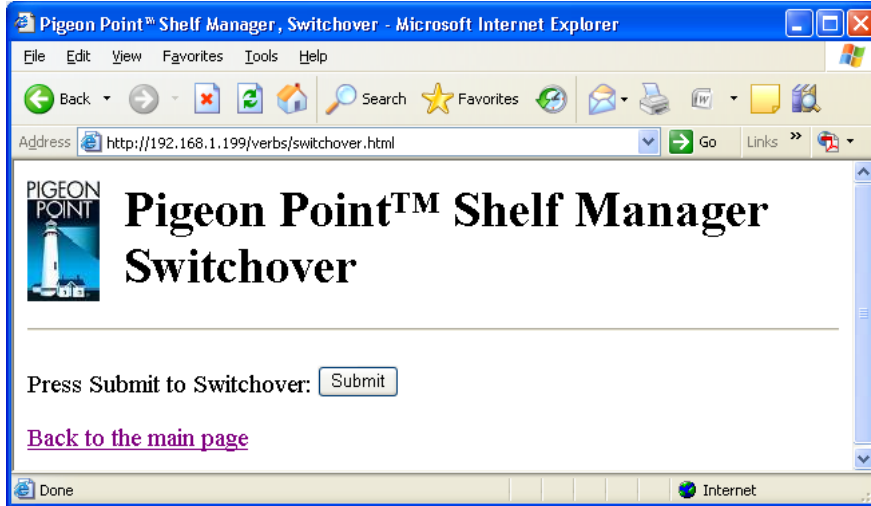 Pigeon Point™ Shelf Manager, Switchover - Microsoft Internet Explorer
File Edit View Favorites Tools Help
Back Search Favorites
Address http://192.168.1.199/verbs/switchover.html Go Links »
PIGEON
POINT
Pigeon Point™ Shelf Manager
Switchover
Press Submit to Switchover: Submit
Back to the main page
Done Internet